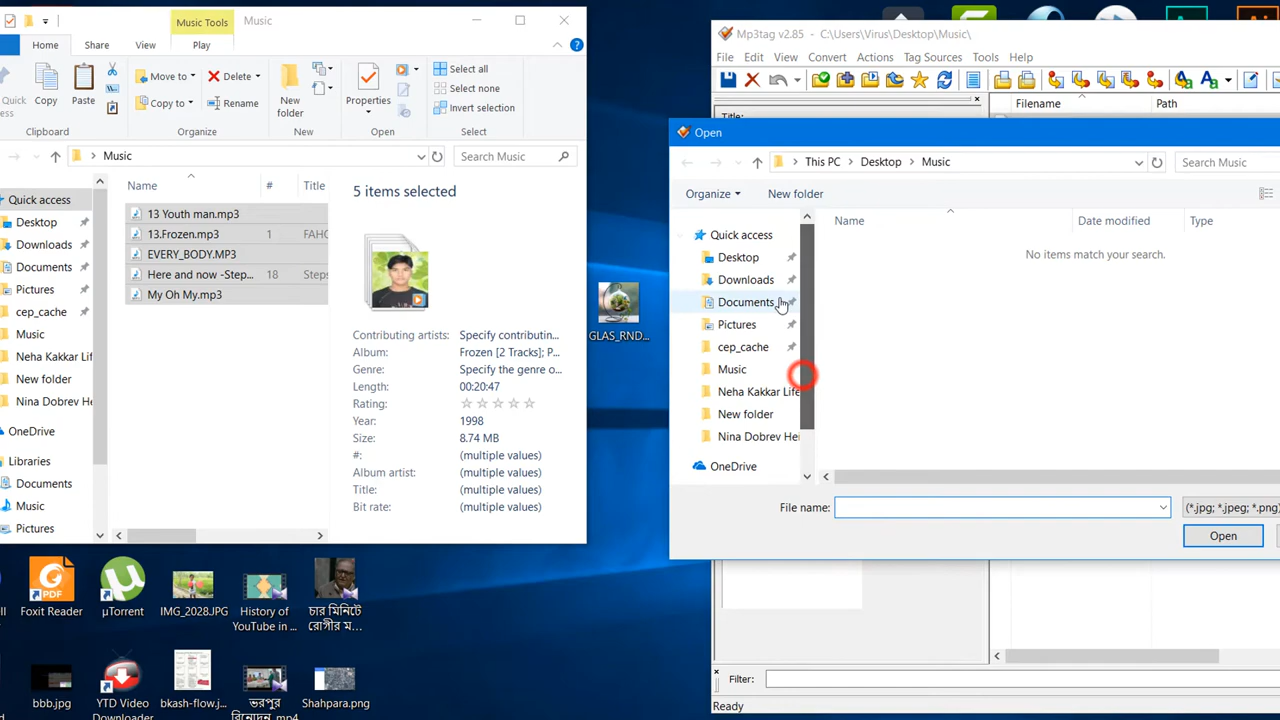 Music Tools
Music
Home
Share
View
Play
Copy
Paste
Move to
Copy to
Delete
Rename
New
folder
Properties
Select all
Select none
Invert selection
Clipboard
Organize
New
Open
Select
Music
Search Music
Name
#
Title
Quick access
Desktop
Downloads
Documents
Pictures
cep_cache
Music
Neha Kakkar Lif
New folder
Nina Dobrev He
OneDrive
Libraries
Documents
Music
Pictures
13 Youth man.mp3
13.Frozen.mp3 1 FAHO
EVERY_BODY.MP3
Here and now -Step... 18 Steps
My Oh My.mp3
5 items selected
Contributing artists: Specify contributin...
Album: Frozen [2 Tracks]; P...
Genre: Specify the genre o...
Length: 00:20:47
Rating:
Year: 1998
Size: 8.74 MB
#: (multiple values)
Album artist: (multiple values)
Title: (multiple values)
Bit rate: (multiple values)
GLAS_RND...
Mp3tag v2.85 - C:\Users\Virus\Desktop\Music\
File Edit View Convert Actions Tag Sources Tools Help
Title:
Filename
Path
Open
This PC Desktop Music
Search Music
Organize
New folder
Name
Date modified
Type
No items match your search.
Quick access
Desktop
Downloads
Documents
Pictures
cep_cache
Music
Neha Kakkar Life
New folder
Nina Dobrev He
OneDrive
File name:
(*.jpg; *.jpeg; *.png)
Open
Filter:
Ready
Foxit Reader
µTorrent
IMG_2028.JPG
History of
YouTube in ...
চার মিনিটে
রোগীর ম...
bbb.jpg
YTD Video
Downloader
bkash-flow.j...
ভরপুর
বিনোদন_mp4
Shahpara.png